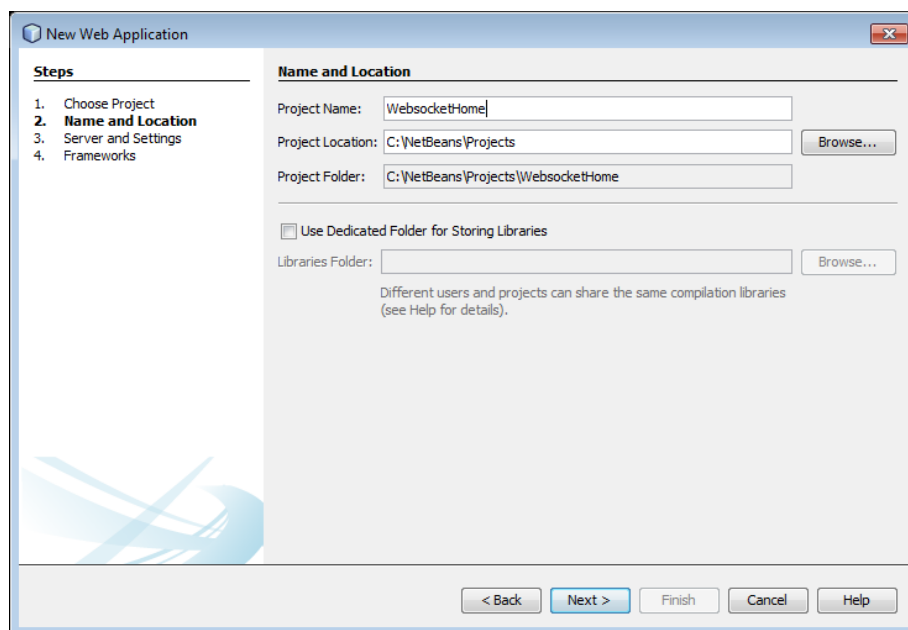 New Web Application
Steps
1. Choose Project
2. Name and Location
3. Server and Settings
4. Frameworks
Name and Location
Project Name: WebsocketHome
Project Location: C:\NetBeans\Projects Browse...
Project Folder: C:\NetBeans\Projects\WebsocketHome
Use Dedicated Folder for Storing Libraries
Libraries Folder: Browse...
Different users and projects can share the same compilation libraries
(see Help for details).
< Back Next > Finish Cancel Help